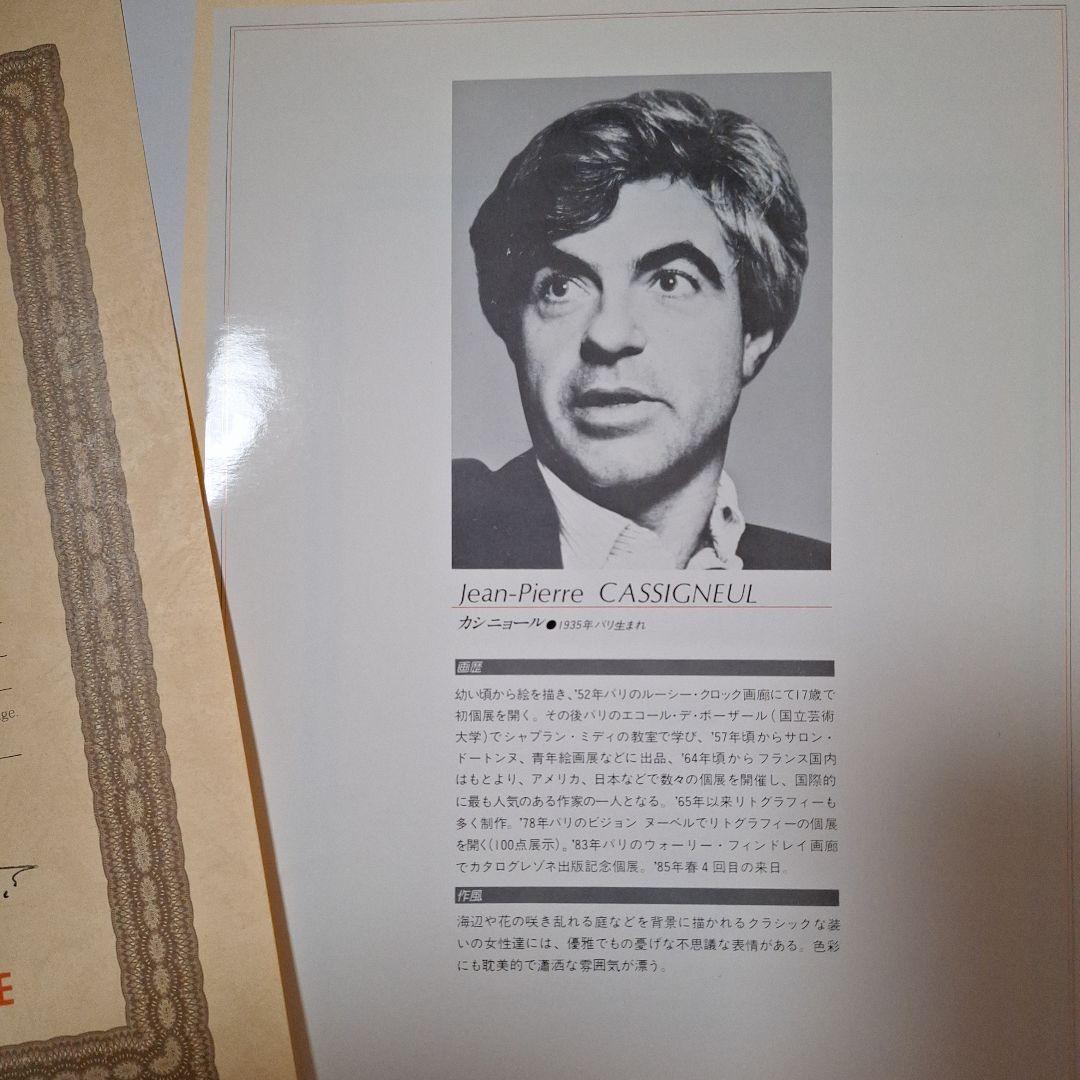 ge.
E
Jean-Pierre CASSIGNEUL
カシニョール●1935年パリ生まれ
画歴
幼い頃から絵を描き、'52年パリのルーシー・クロック画廊にて17歳で
初個展を開く。その後パリのエコール・デ・ボーザール(国立芸術
大学)でシャプラン・ミディの教室で学び、'57年頃からサロン・
ドートンヌ、青年絵画展などに出品、'64年頃からフランス国内
はもとより、アメリカ、日本などで数々の個展を開催し、国際的
に最も人気のある作家の一人となる。'65年以来リトグラフィーも
多く制作。'78年パリのビジョン ヌーベルでリトグラフィーの個展
を開く(100点展示)。'83年パリのウォーリー・フィンドレイ画廊
でカタログレゾネ出版記念個展。'85年春4回目の来日。
作風
海辺や花の咲き乱れる庭などを背景に描かれるクラシックな装
いの女性達には、優雅でもの憂げな不思議な表情がある。色彩
にも耽美的で瀟洒な雰囲気が漂う。